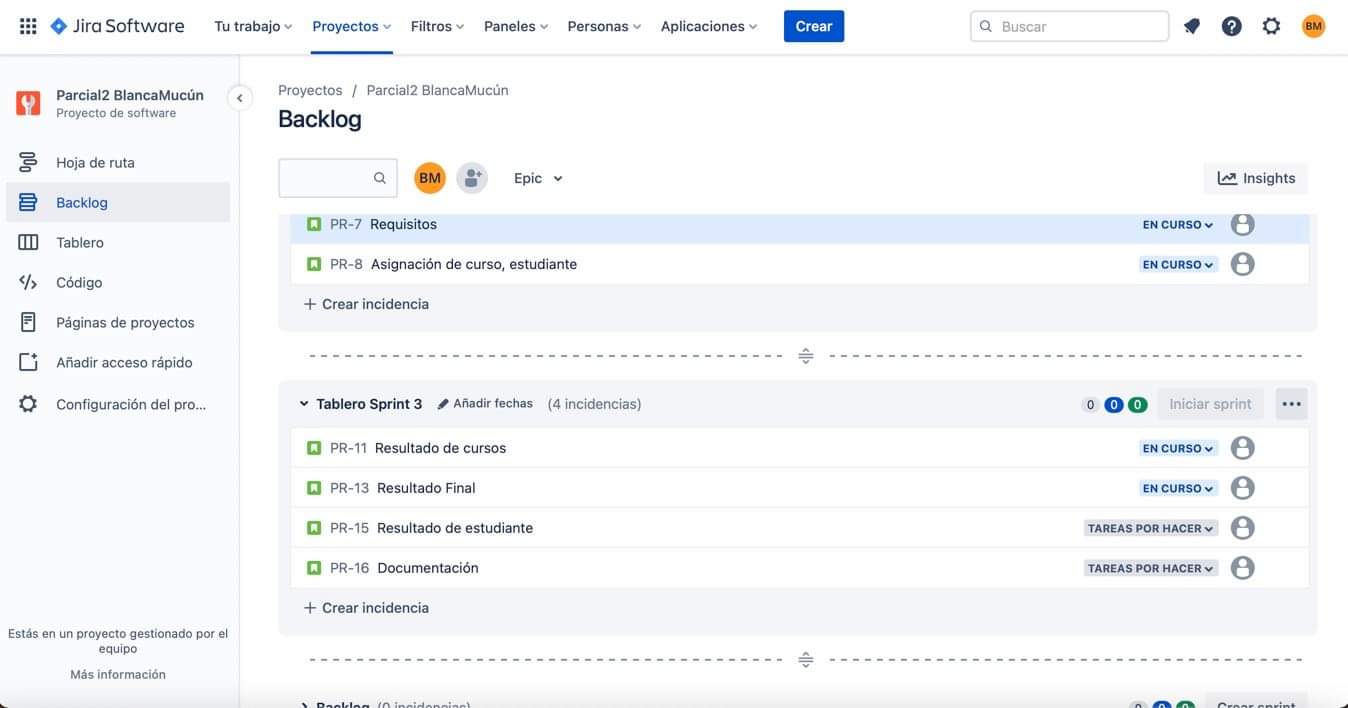 Jira Software
Tu trabajo
Proyectos
Filtros
Paneles
Personas
Aplicaciones
Crear
Buscar
BM
Parcial2 BlancaMucún
Proyecto de software
Hoja de ruta
Backlog
Tablero
Código
Páginas de proyectos
Añadir acceso rápido
Configuración del pro...
Estás en un proyecto gestionado por el
equipo
Más información
Proyectos / Parcial2 BlancaMucún
Backlog
BM
Epic
Insights
PR-7 Requisitos EN CURSO
PR-8 Asignación de curso, estudiante EN CURSO
+ Crear incidencia
Tablero Sprint 3 Añadir fechas (4 incidencias) 0 0 0 Iniciar sprint ...
PR-11 Resultado de cursos EN CURSO
PR-13 Resultado Final EN CURSO
PR-15 Resultado de estudiante TAREAS POR HACER
PR-16 Documentación TAREAS POR HACER
+ Crear incidencia
Backlog (0 incidencias) 0 0 0 Crear sprint